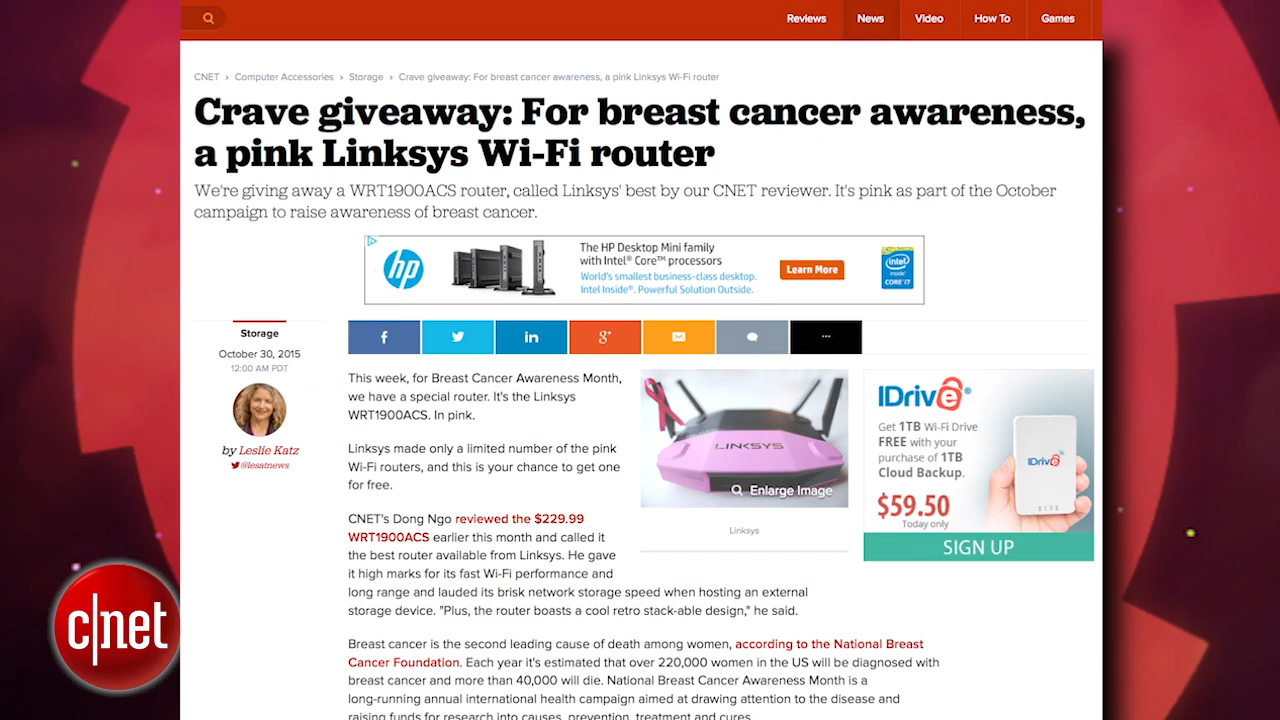 Reviews News Video How To Games
CNET › Computer Accessories › Storage › Crave giveaway: For breast cancer awareness, a pink Linksys Wi-Fi router
Crave giveaway: For breast cancer awareness,
a pink Linksys Wi-Fi router
We're giving away a WRT1900ACS router, called Linksys' best by our CNET reviewer. It's pink as part of the October
campaign to raise awareness of breast cancer.
hp
The HP Desktop Mini family
with Intel® Core™ processors
World's smallest business-class desktop.
Intel Inside®. Powerful Solution Outside.
Learn More
intel
inside™
CORE i7
Storage
October 30, 2015
12:00 AM PDT
by Leslie Katz
@lesatnews
f
in
g+
...
This week, for Breast Cancer Awareness Month,
we have a special router. It's the Linksys
WRT1900ACS. In pink.
Linksys made only a limited number of the pink
Wi-Fi routers, and this is your chance to get one
for free.
CNET's Dong Ngo reviewed the $229.99
WRT1900ACS earlier this month and called it
the best router available from Linksys. He gave
it high marks for its fast Wi-Fi performance and
long range and lauded its brisk network storage speed when hosting an external
storage device. "Plus, the router boasts a cool retro stack-able design," he said.
Breast cancer is the second leading cause of death among women, according to the National Breast
Cancer Foundation. Each year it's estimated that over 220,000 women in the US will be diagnosed with
breast cancer and more than 40,000 will die. National Breast Cancer Awareness Month is a
long-running annual international health campaign aimed at drawing attention to the disease and
raising funds for research into causes, prevention, treatment and cures.
LINKSYS
Enlarge Image
Linksys
IDrive®
Get 1TB Wi-Fi Drive
FREE with your
purchase of 1TB
Cloud Backup.
$59.50
Today only
IDrive
SIGN UP
c|net